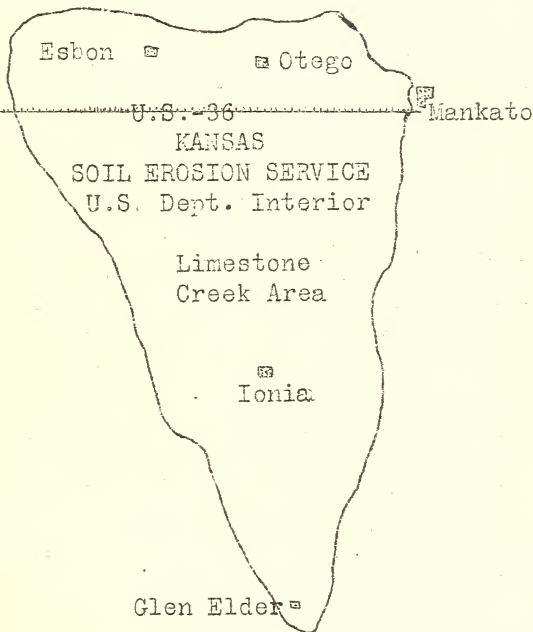 Esbon
Otego
U.S.-36
Mankato
KANSAS
SOIL EROSION SERVICE
U.S. Dept. Interior
Limestone
Creek Area
Ionia
Glen Elder